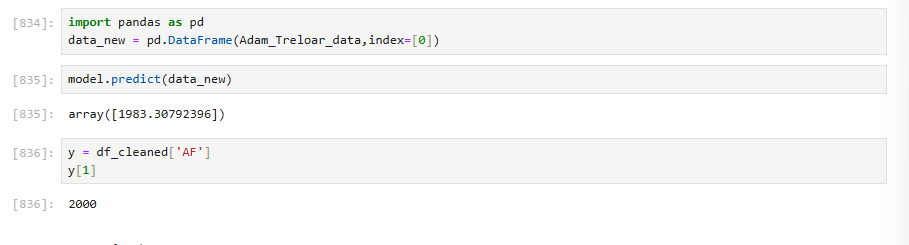 [834]: import pandas as pd
data_new = pd.DataFrame(Adam_Treloar_data,index=[0])
[835]: model.predict(data_new)
[835]: array([1983.30792396])
[836]: y = df_cleaned['AF']
y[1]
[836]: 2000